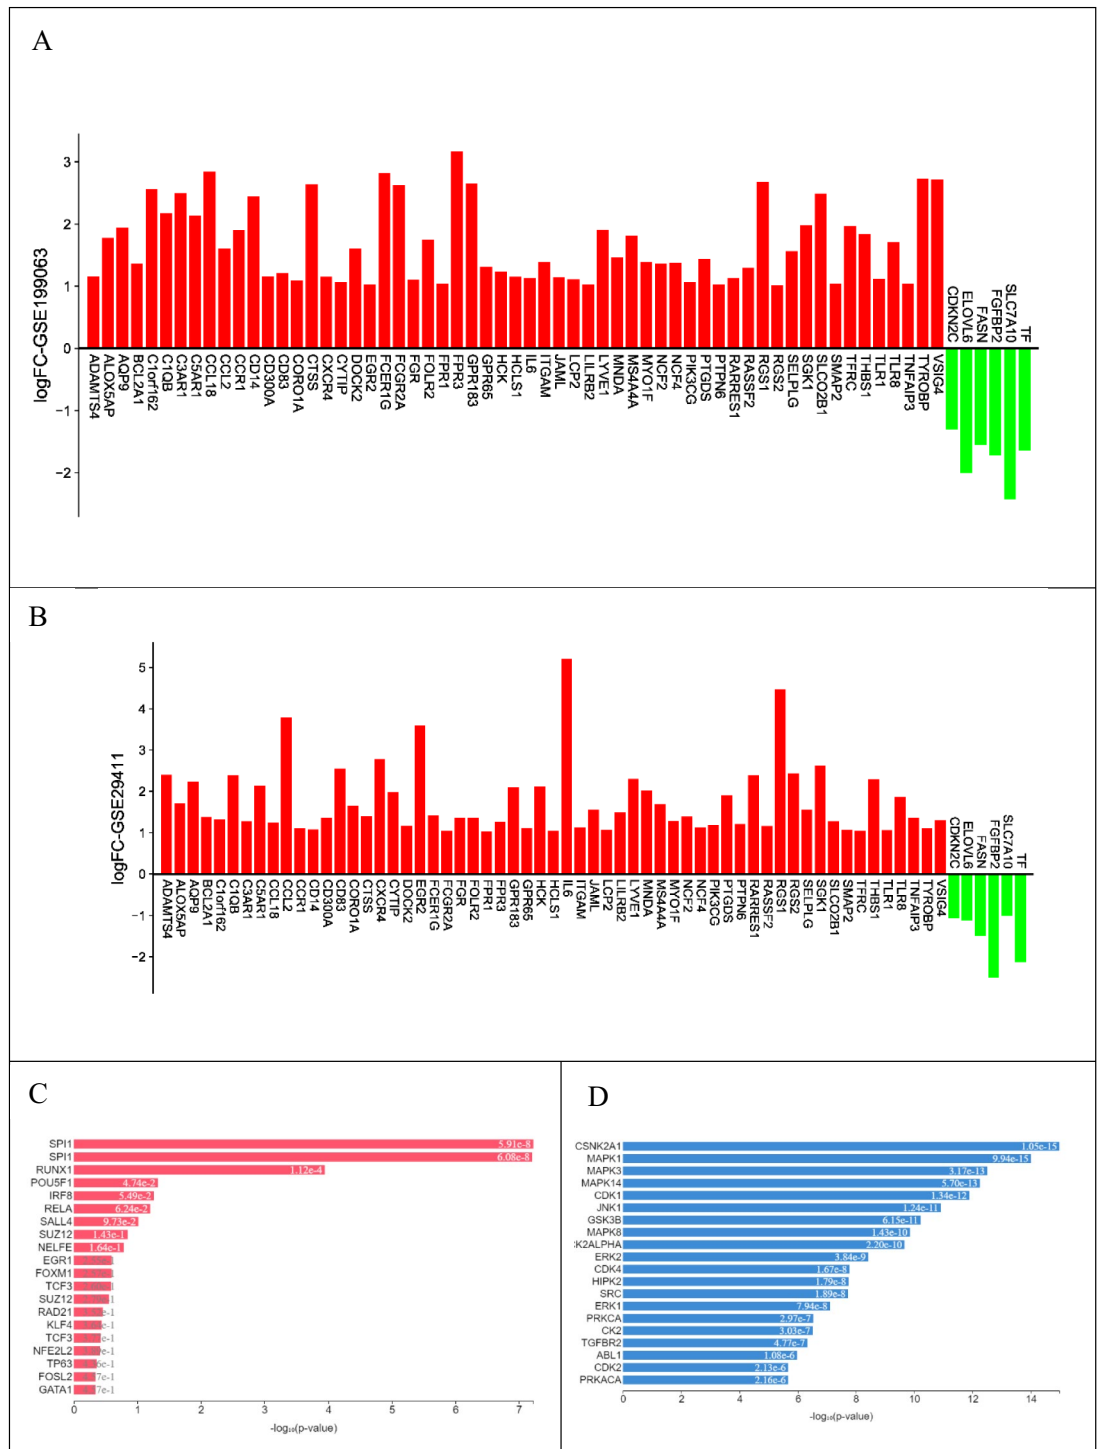 A
logFC-GSE199063
3
2
1
0
−1
−2
ADAMTS4
ALOX5AP
AQP9
BCL2A1
C1orf162
C1QB
C3AR1
C5AR1
CCL18
CCL2
CCR1
CD14
CD300A
CD83
CORO1A
CTSS
CXCR4
CYTIP
DOCK2
EGR2
FCER1G
FCGR2A
FGR
FOLR2
FPR1
FPR3
GPR183
GPR65
HCK
HCLS1
IL6
ITGAM
JAML
LCP2
LILRB2
LYVE1
MNDA
MS4A4A
MYO1F
NCF2
NCF4
PIK3CG
PTGDS
PTPN6
RARRES1
RASSF2
RGS1
RGS2
SELPLG
SGK1
SLCO2B1
SMAP2
TFRC
THBS1
TLR1
TLR8
TNFAIP3
TYROBP
VSIG4
CDKN2C
ELOVL6
FASN
FGFBP2
SLC7A10
TF
B
logFC-GSE29411
5
4
3
2
1
0
−1
−2
ADAMTS4
ALOX5AP
AQP9
BCL2A1
C1orf162
C1QB
C3AR1
C5AR1
CCL18
CCL2
CCR1
CD14
CD300A
CD83
CORO1A
CTSS
CXCR4
CYTIP
DOCK2
EGR2
FCER1G
FCGR2A
FGR
FOLR2
FPR1
FPR3
GPR183
GPR65
HCK
HCLS1
IL6
ITGAM
JAML
LCP2
LILRB2
LYVE1
MNDA
MS4A4A
MYO1F
NCF2
NCF4
PIK3CG
PTGDS
PTPN6
RARRES1
RASSF2
RGS1
RGS2
SELPLG
SGK1
SLCO2B1
SMAP2
TFRC
THBS1
TLR1
TLR8
TNFAIP3
TYROBP
VSIG4
CDKN2C
ELOVL6
FASN
FGFBP2
SLC7A10
TF
C
SPI1 5.91e-8
SPI1 6.08e-8
RUNX1 1.12e-4
POU5F1 4.74e-2
IRF8 5.49e-2
RELA 6.24e-2
SALL4 9.73e-2
SUZ12 1.43e-1
NELFE 1.64e-1
EGR1
FOXM1
TCF3
SUZ12
RAD21
KLF4
TCF3
NFE2L2
TP63
FOSL2
GATA1
0 1 2 3 4 5 6 7
-log₁₀(p-value)
D
CSNK2A1 1.05e-15
MAPK1 9.94e-15
MAPK3 3.17e-13
MAPK14 5.70e-13
CDK1 1.34e-12
JNK1 1.24e-11
GSK3B 6.15e-11
MAPK8 1.43e-10
CK2ALPHA 2.20e-10
ERK2 3.84e-9
CDK4 1.67e-8
HIPK2 1.79e-8
SRC 1.89e-8
ERK1 7.94e-8
PRKCA 2.97e-7
CK2 3.03e-7
TGFBR2 4.77e-7
ABL1 1.08e-6
CDK2 2.13e-6
PRKACA 2.16e-6
0 2 4 6 8 10 12 14
-log₁₀(p-value)